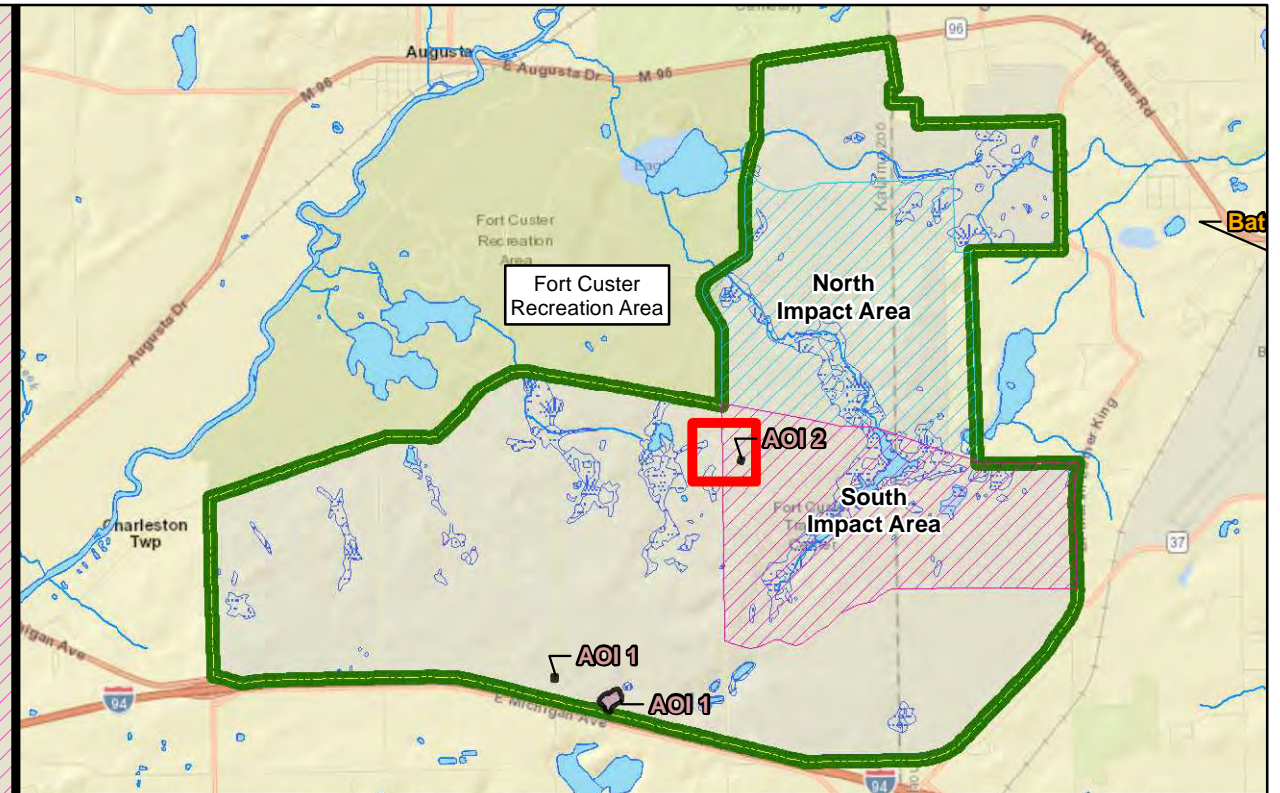 Cemetery
96
Augusta
E Augusta Dr
M 96
W Dickman Rd
M 96
Kalamazoo
Fort Custer
Recreation
Area
Fort Custer
Recreation Area
North
Impact Area
Bat
Augusta Dr
AOI 2
South
Impact Area
Charleston
Twp
37
AOI 1
AOI 1
E Michigan Ave
94
94